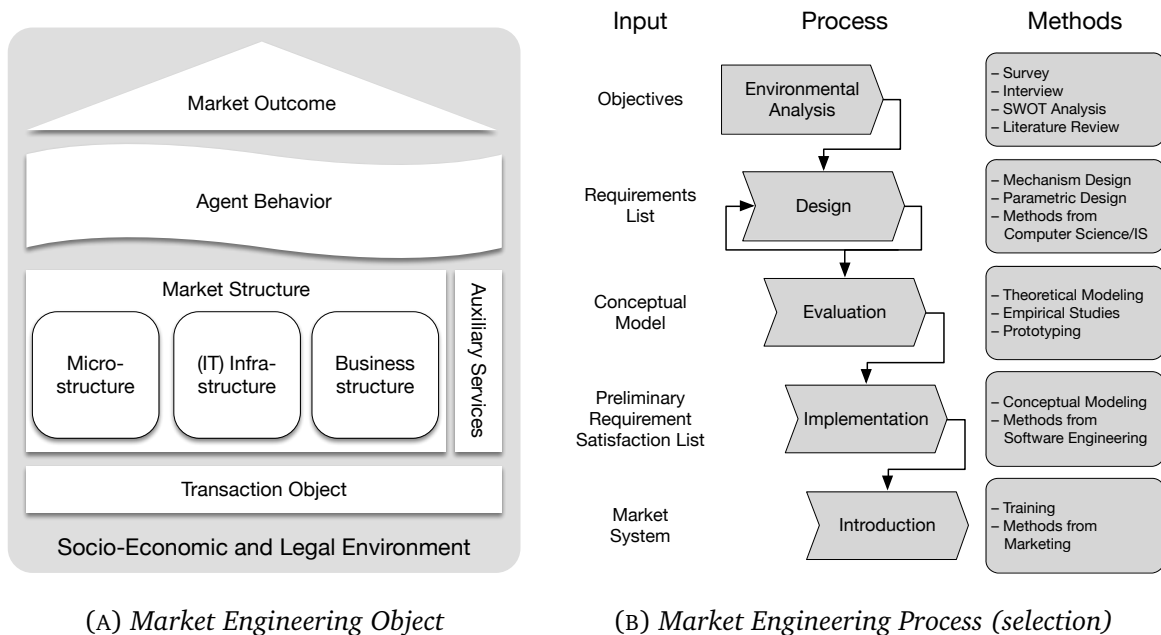 Market Outcome
Agent Behavior
Market Structure
Micro-
structure
(IT) Infra-
structure
Business
structure
Auxiliary Services
Transaction Object
Socio-Economic and Legal Environment
(A) Market Engineering Object
Input
Process
Methods
Objectives
Environmental
Analysis
– Survey
– Interview
– SWOT Analysis
– Literature Review
Requirements
List
Design
– Mechanism Design
– Parametric Design
– Methods from
Computer Science/IS
Conceptual
Model
Evaluation
– Theoretical Modeling
– Empirical Studies
– Prototyping
Preliminary
Requirement
Satisfaction List
Implementation
– Conceptual Modeling
– Methods from
Software Engineering
Market
System
Introduction
– Training
– Methods from
Marketing
(B) Market Engineering Process (selection)